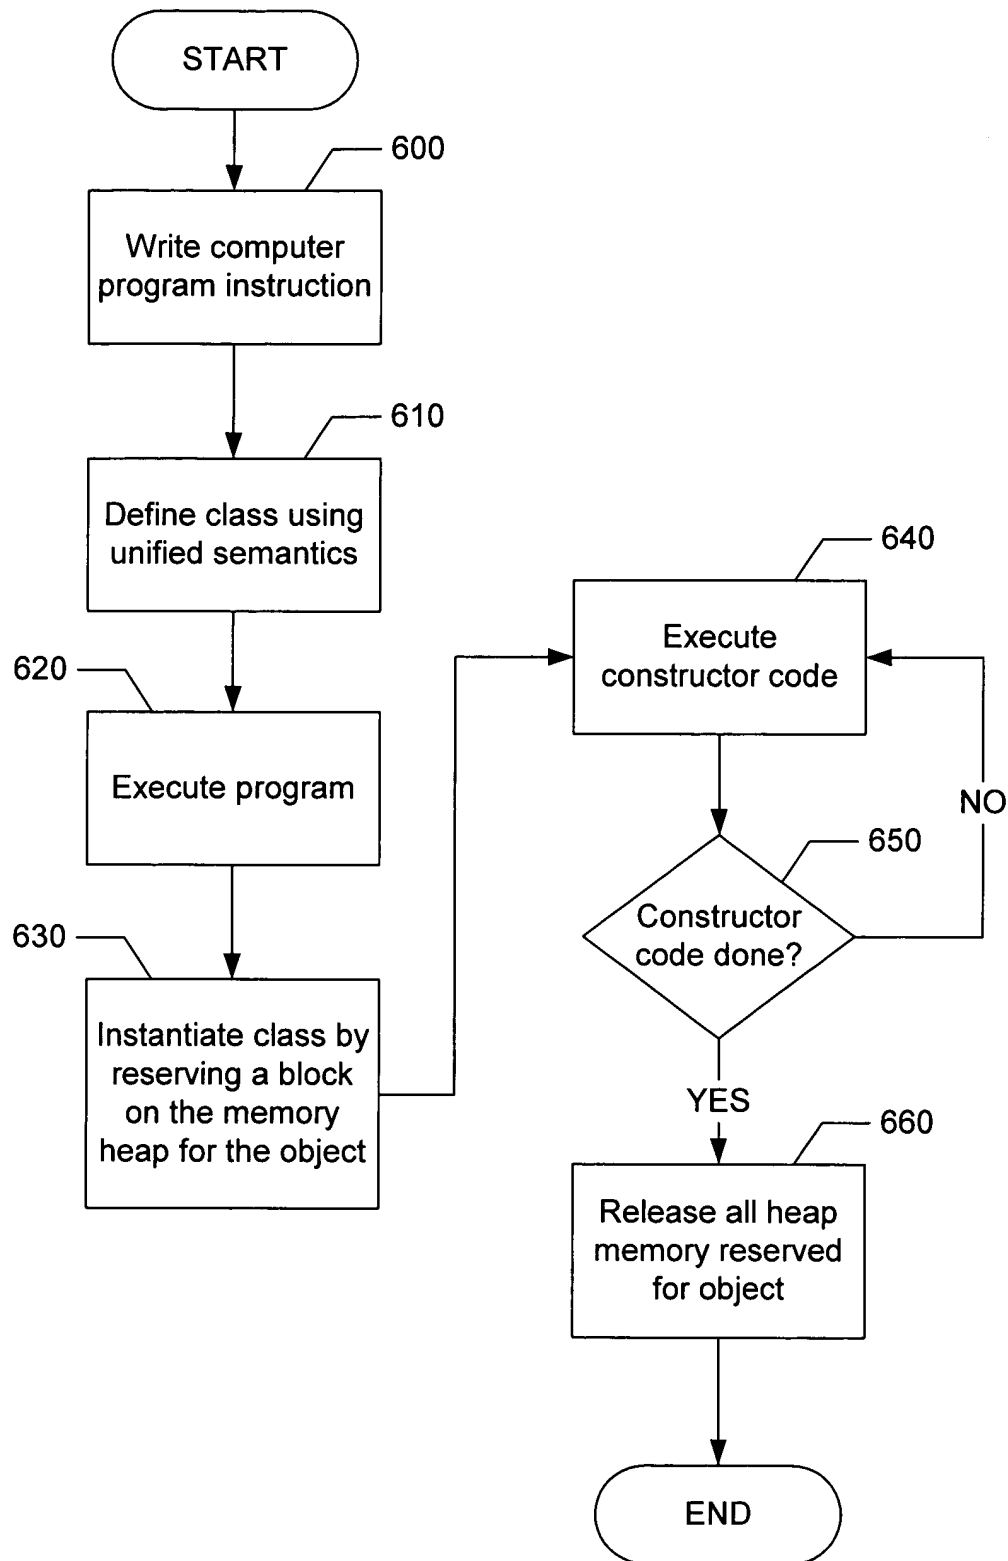 START
600
Write computer
program instruction
610
Define class using
unified semantics
620
Execute program
630
Instantiate class by
reserving a block
on the memory
heap for the object
640
Execute
constructor code
NO
650
Constructor
code done?
YES
660
Release all heap
memory reserved
for object
END